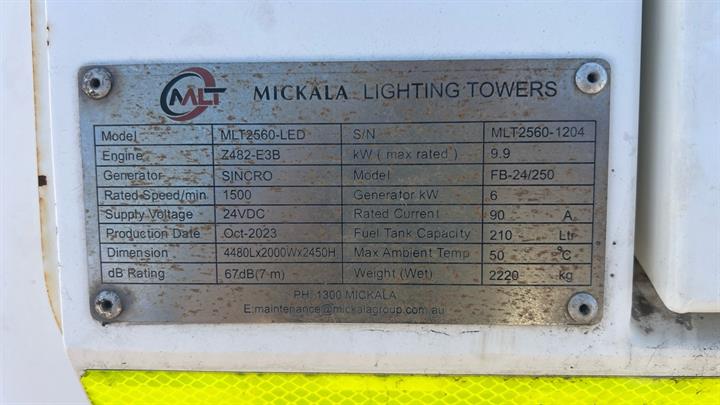 MLT MICKALA LIGHTING TOWERS
Model MLT2560-LED S/N MLT2560-1204
Engine Z482-E3B kW ( max rated ) 9.9
Generator SINCRO Model FB-24/250
Rated Speed/min 1500 Generator kW 6
Supply Voltage 24VDC Rated Current 90 A
Production Date Oct-2023 Fuel Tank Capacity 210 Ltr
Dimension 4480Lx2000Wx2450H Max Ambient Temp 50 °C
dB Rating 67dB(7-m) Weight (Wet) 2220 kg
PH: 1300 MICKALA
E:maintenance@mickalagroup.com.au